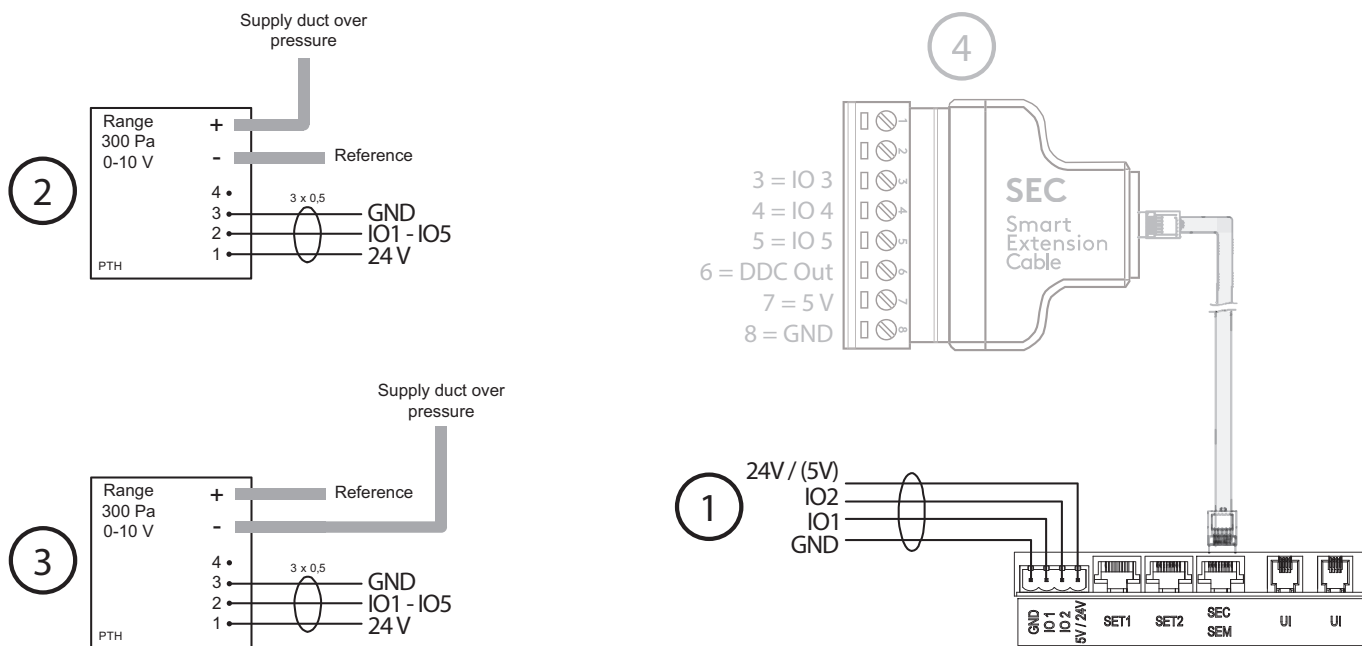 Supply duct over
pressure
2
Range
300 Pa
0-10 V
+
-
Reference
4
3
2
1
3 x 0,5
GND
IO1 - IO5
24 V
PTH
Supply duct over
pressure
3
Range
300 Pa
0-10 V
+
-
Reference
4
3
2
1
3 x 0,5
GND
IO1 - IO5
24 V
PTH
4
1
2
3
4
5
6
7
8
3 = IO 3
4 = IO 4
5 = IO 5
6 = DDC Out
7 = 5 V
8 = GND
SEC
Smart
Extension
Cable
1
24V / (5V)
IO2
IO1
GND
GND
IO 1
IO 2
5V / 24V
SET1
SET2
SEC
SEM
UI
UI